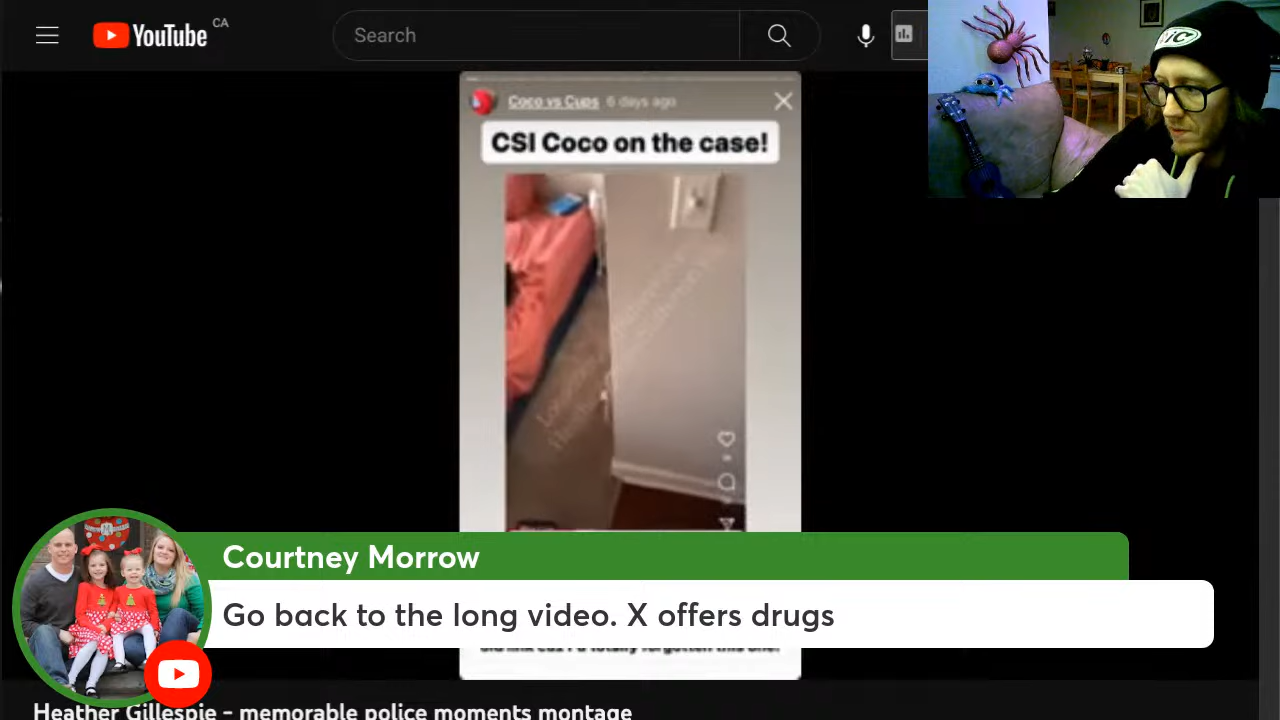 YouTube CA
Search
NC
Coco vs Cups 6 days ago
CSI Coco on the case!
Courtney Morrow
Go back to the long video. X offers drugs
Heather Gillespie - memorable police moments montage